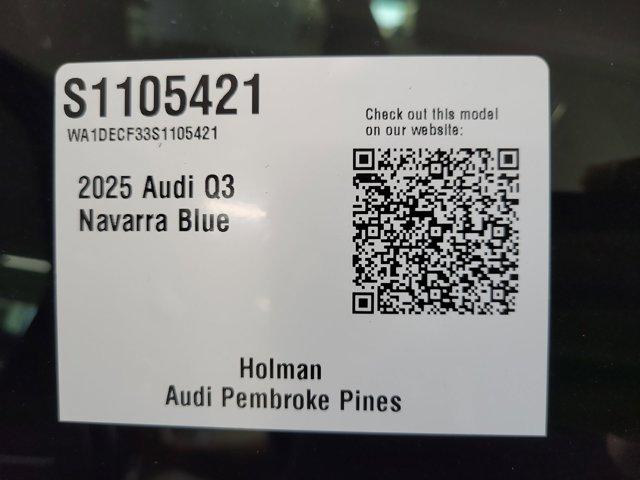 S1105421
WA1DECF33S1105421
2025 Audi Q3
Navarra Blue
Check out this model
on our website:
Holman
Audi Pembroke Pines